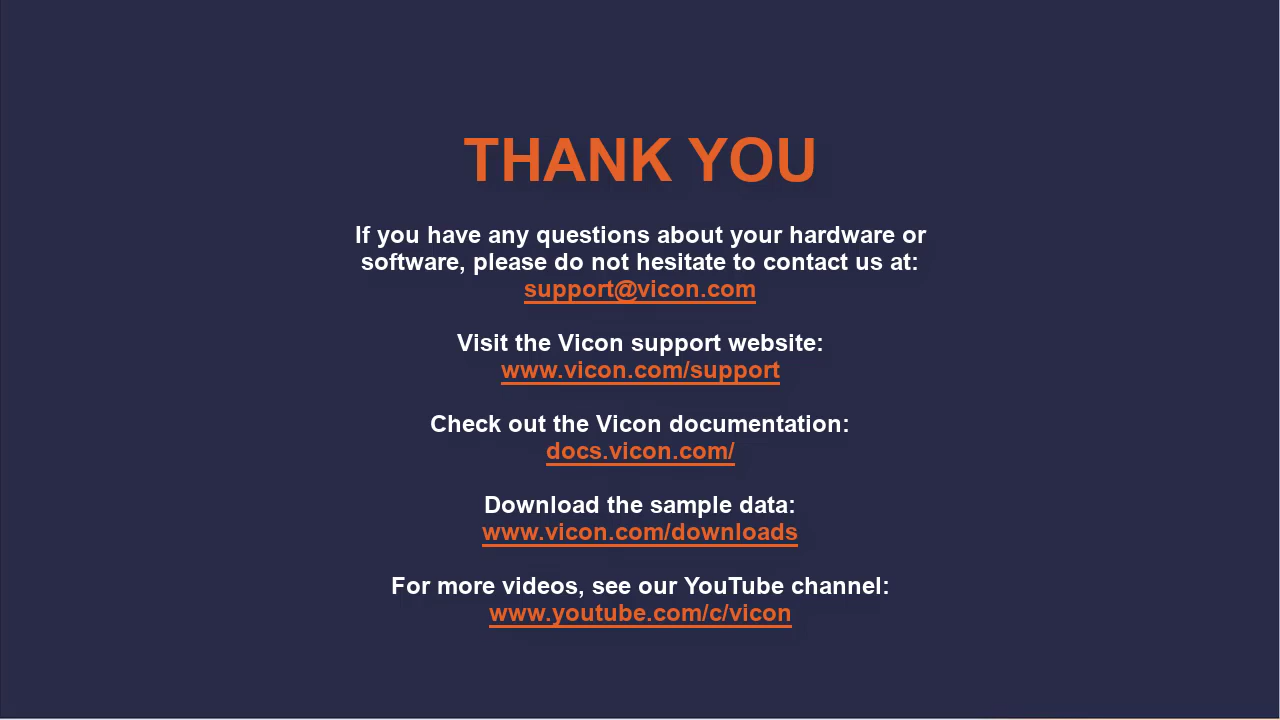 THANK YOU
If you have any questions about your hardware or
software, please do not hesitate to contact us at:
support@vicon.com
Visit the Vicon support website:
www.vicon.com/support
Check out the Vicon documentation:
docs.vicon.com/
Download the sample data:
www.vicon.com/downloads
For more videos, see our YouTube channel:
www.youtube.com/c/vicon